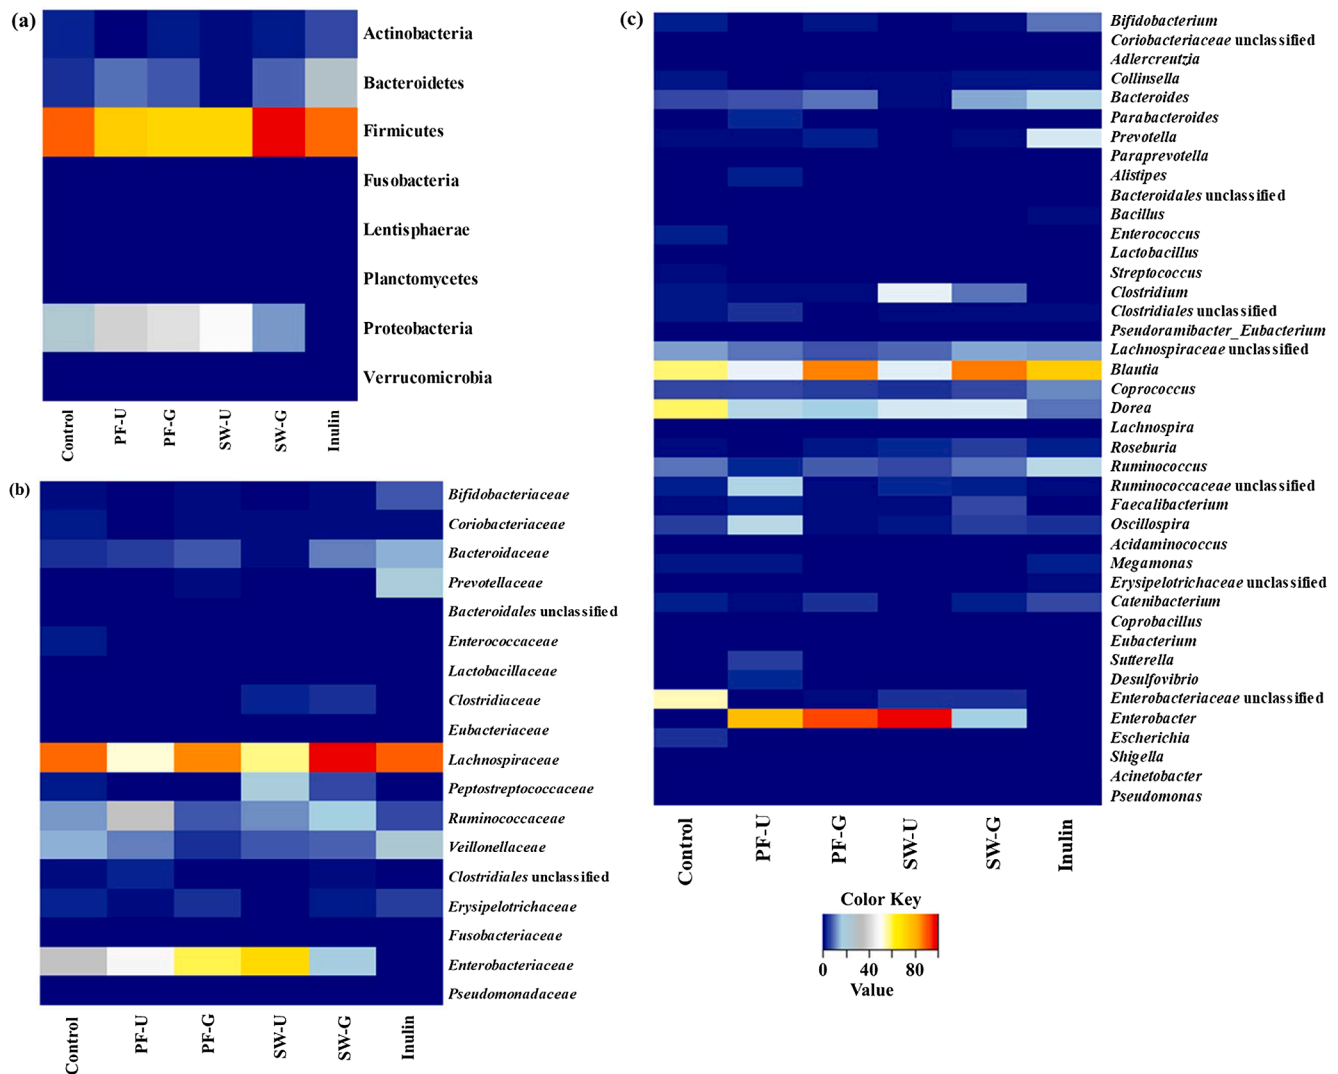 (a)
Actinobacteria
Bacteroidetes
Firmicutes
Fusobacteria
Lentisphaerae
Planctomycetes
Proteobacteria
Verrucomicrobia
Control
PF-U
PF-G
SW-U
SW-G
Inulin
(b)
Bifidobacteriaceae
Coriobacteriaceae
Bacteroidaceae
Prevotellaceae
Bacteroidales unclassified
Enterococcaceae
Lactobacillaceae
Clostridiaceae
Eubacteriaceae
Lachnospiraceae
Peptostreptococcaceae
Ruminococcaceae
Veillonellaceae
Clostridiales unclassified
Erysipelotrichaceae
Fusobacteriaceae
Enterobacteriaceae
Pseudomonadaceae
Control
PF-U
PF-G
SW-U
SW-G
Inulin
(c)
Bifidobacterium
Coriobacteriaceae unclassified
Adlercreutzia
Collinsella
Bacteroides
Parabacteroides
Prevotella
Paraprevotella
Alistipes
Bacteroidales unclassified
Bacillus
Enterococcus
Lactobacillus
Streptococcus
Clostridium
Clostridiales unclassified
Pseudoramibacter_Eubacterium
Lachnospiraceae unclassified
Blautia
Coprococcus
Dorea
Lachnospira
Roseburia
Ruminococcus
Ruminococcaceae unclassified
Faecalibacterium
Oscillospira
Acidaminococcus
Megamonas
Erysipelotrichaceae unclassified
Catenibacterium
Coprobacillus
Eubacterium
Sutterella
Desulfovibrio
Enterobacteriaceae unclassified
Enterobacter
Escherichia
Shigella
Acinetobacter
Pseudomonas
Control
PF-U
PF-G
SW-U
SW-G
Inulin
Color Key
0 40 80
Value